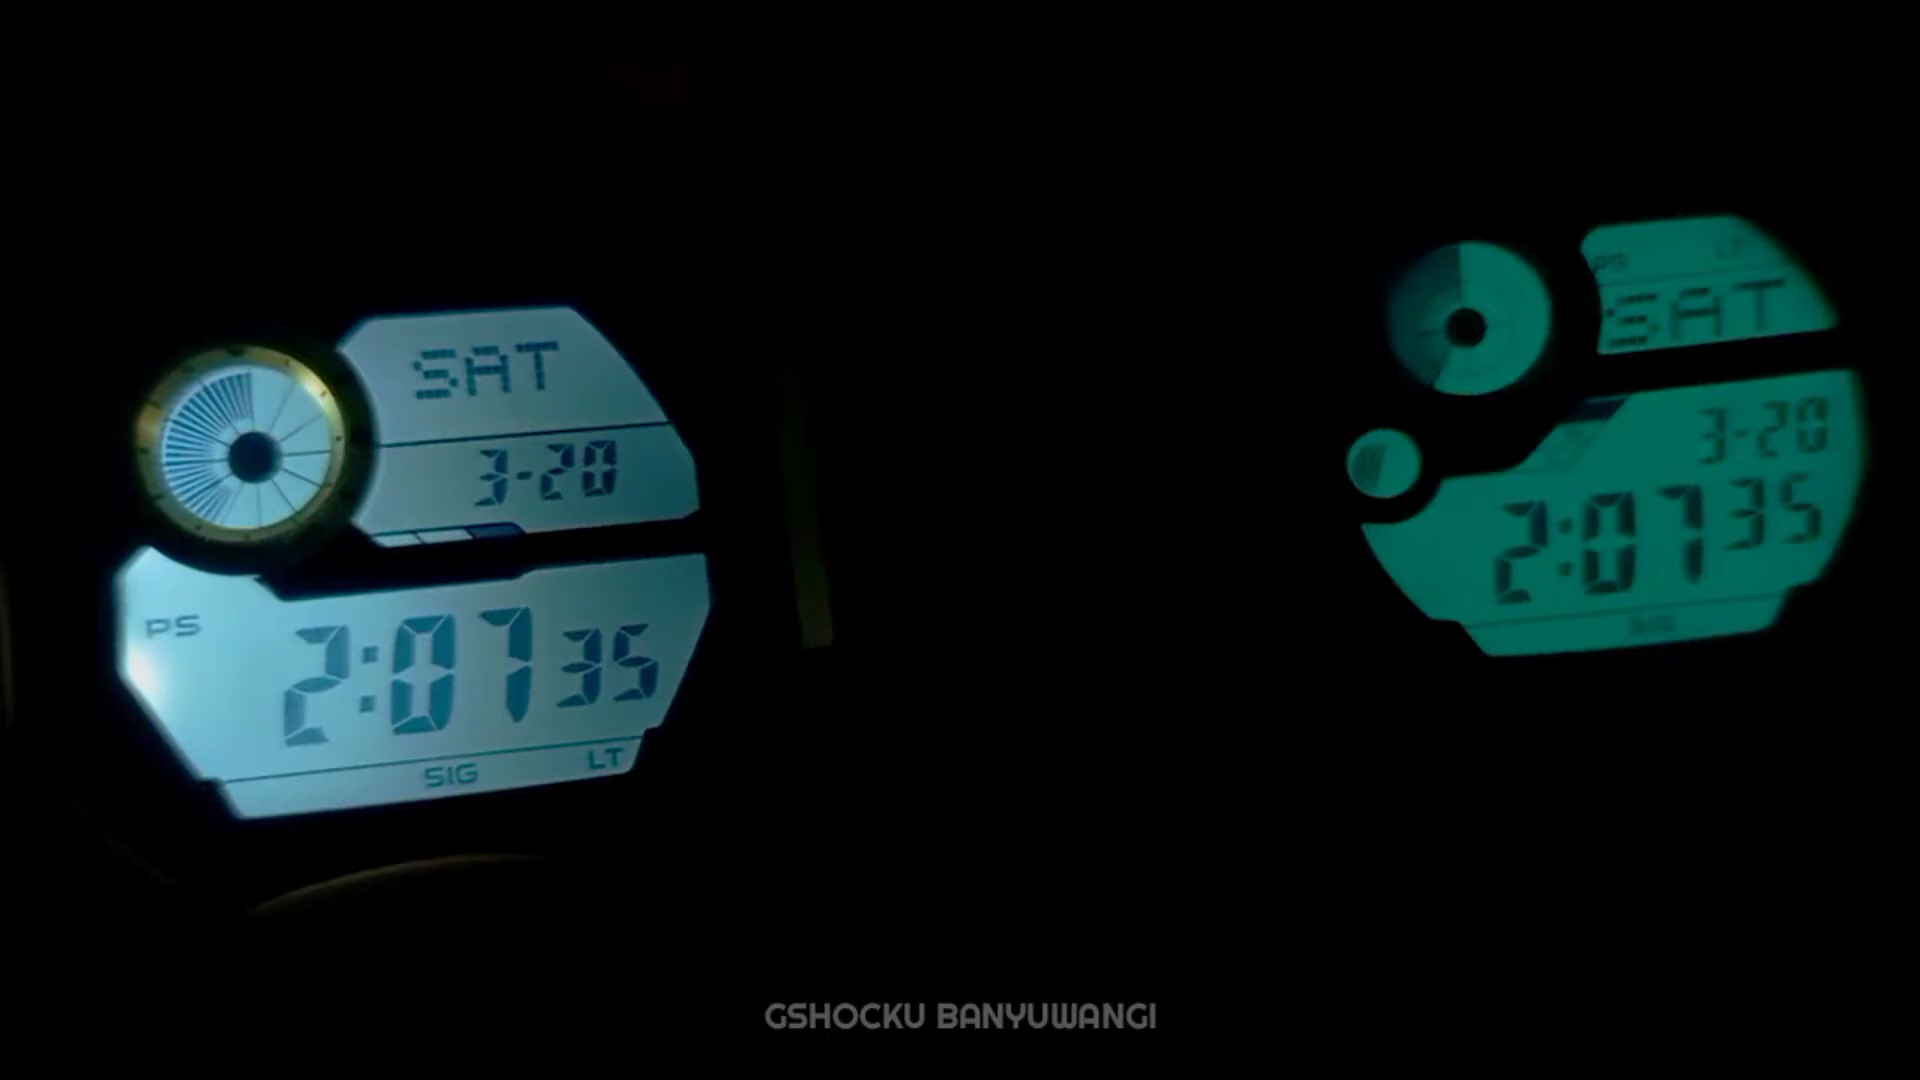 SAT
3-20
PS
2:07 35
SIG
LT
PS
LT
SAT
3-20
2:07 35
SIG
GSHOCKU BANYUWANGI